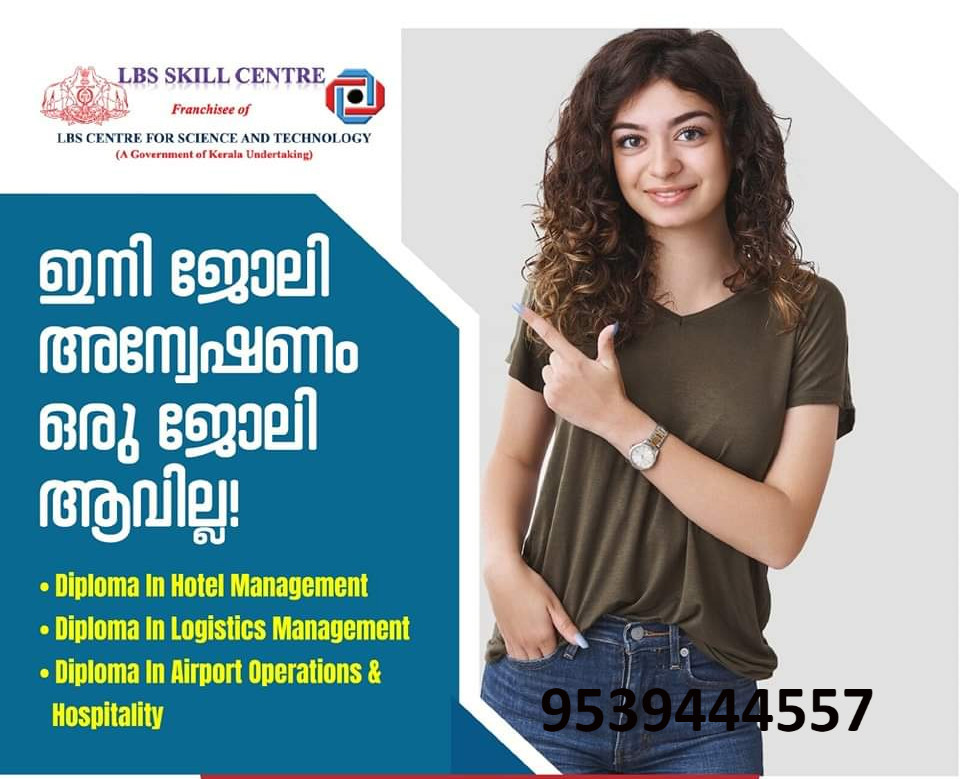 LBS SKILL CENTRE
Franchisee of
LBS CENTRE FOR SCIENCE AND TECHNOLOGY
(A Government of Kerala Undertaking)
ഇനി ജോലി
അന്വേഷണം
ഒരു ജോലി
ആവില്ല!
• Diploma In Hotel Management
• Diploma In Logistics Management
• Diploma In Airport Operations &
Hospitality
9539444557